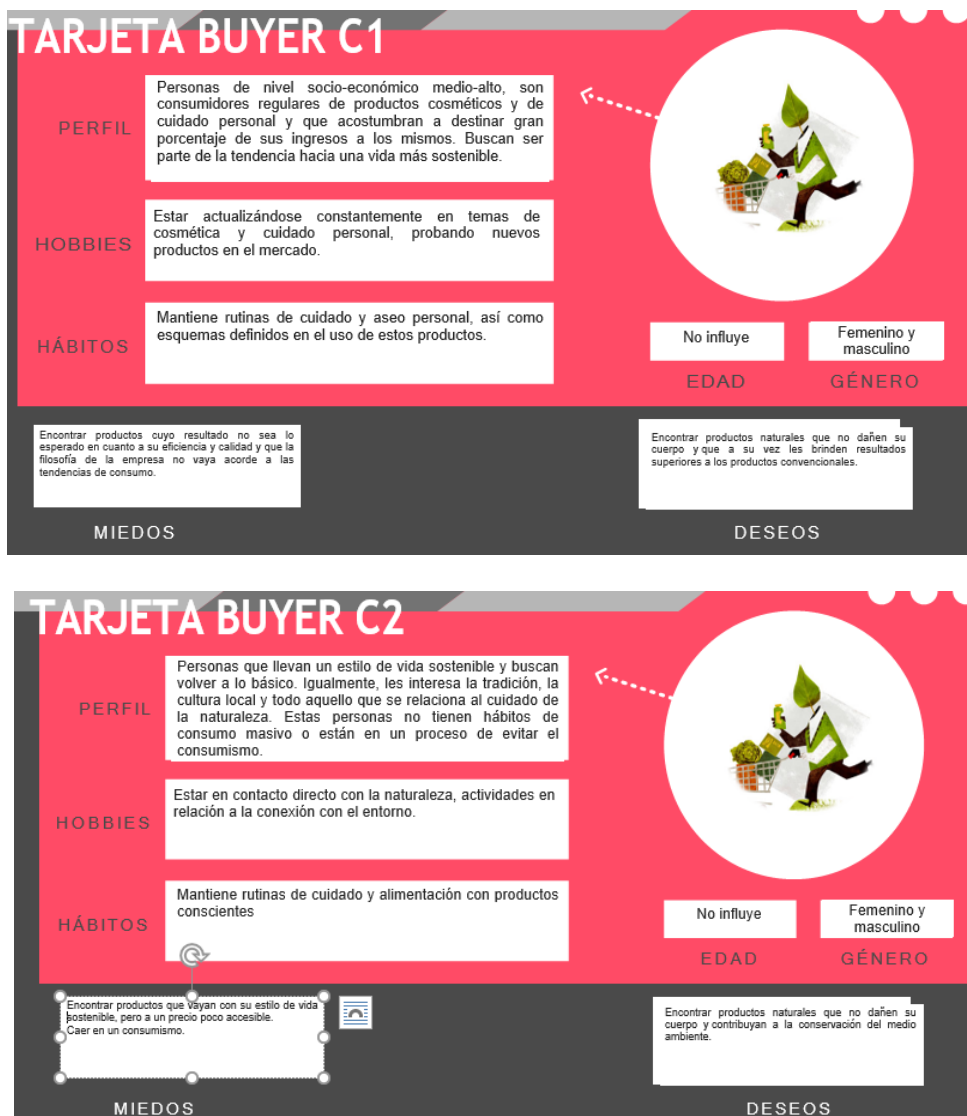 TARJETA BUYER C1
PERFIL
Personas de nivel socio-económico medio-alto, son
consumidores regulares de productos cosméticos y de
cuidado personal y que acostumbran a destinar gran
porcentaje de sus ingresos a los mismos. Buscan ser
parte de la tendencia hacia una vida más sostenible.
HOBBIES
Estar actualizándose constantemente en temas de
cosmética y cuidado personal, probando nuevos
productos en el mercado.
HÁBITOS
Mantiene rutinas de cuidado y aseo personal, así como
esquemas definidos en el uso de estos productos.
No influye
EDAD
Femenino y
masculino
GÉNERO
Encontrar productos cuyo resultado no sea lo
esperado en cuanto a su eficiencia y calidad y que la
filosofía de la empresa no vaya acorde a las
tendencias de consumo.
MIEDOS
Encontrar productos naturales que no dañen su
cuerpo y que a su vez les brinden resultados
superiores a los productos convencionales.
DESEOS
TARJETA BUYER C2
PERFIL
Personas que llevan un estilo de vida sostenible y buscan
volver a lo básico. Igualmente, les interesa la tradición, la
cultura local y todo aquello que se relaciona al cuidado de
la naturaleza. Estas personas no tienen hábitos de
consumo masivo o están en un proceso de evitar el
consumismo.
HOBBIES
Estar en contacto directo con la naturaleza, actividades en
relación a la conexión con el entorno.
HÁBITOS
Mantiene rutinas de cuidado y alimentación con productos
conscientes
No influye
EDAD
Femenino y
masculino
GÉNERO
Encontrar productos que vayan con su estilo de vida
sostenible, pero a un precio poco accesible.
Caer en un consumismo.
MIEDOS
Encontrar productos naturales que no dañen su
cuerpo y contribuyan a la conservación del medio
ambiente.
DESEOS